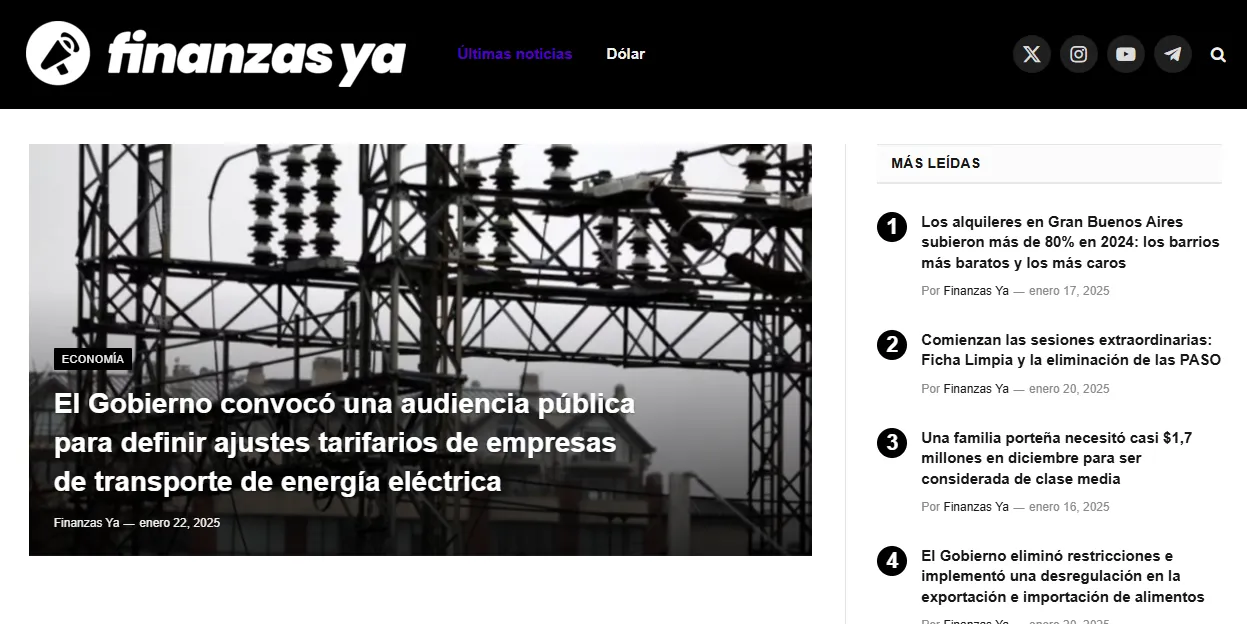 finanzas ya
Últimas noticias
Dólar
ECONOMÍA
El Gobierno convocó una audiencia pública
para definir ajustes tarifarios de empresas
de transporte de energía eléctrica
Finanzas Ya — enero 22, 2025
MÁS LEÍDAS
1
Los alquileres en Gran Buenos Aires
subieron más de 80% en 2024: los barrios
más baratos y los más caros
Por Finanzas Ya — enero 17, 2025
2
Comienzan las sesiones extraordinarias:
Ficha Limpia y la eliminación de las PASO
Por Finanzas Ya — enero 20, 2025
3
Una familia porteña necesitó casi $1,7
millones en diciembre para ser
considerada de clase media
Por Finanzas Ya — enero 16, 2025
4
El Gobierno eliminó restricciones e
implementó una desregulación en la
exportación e importación de alimentos
Por Finanzas Ya — enero